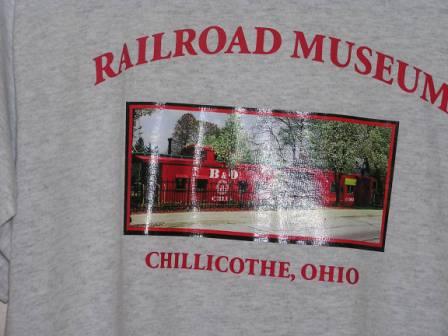 RAILROAD MUSEUM
B & O
CHILLICOTHE, OHIO